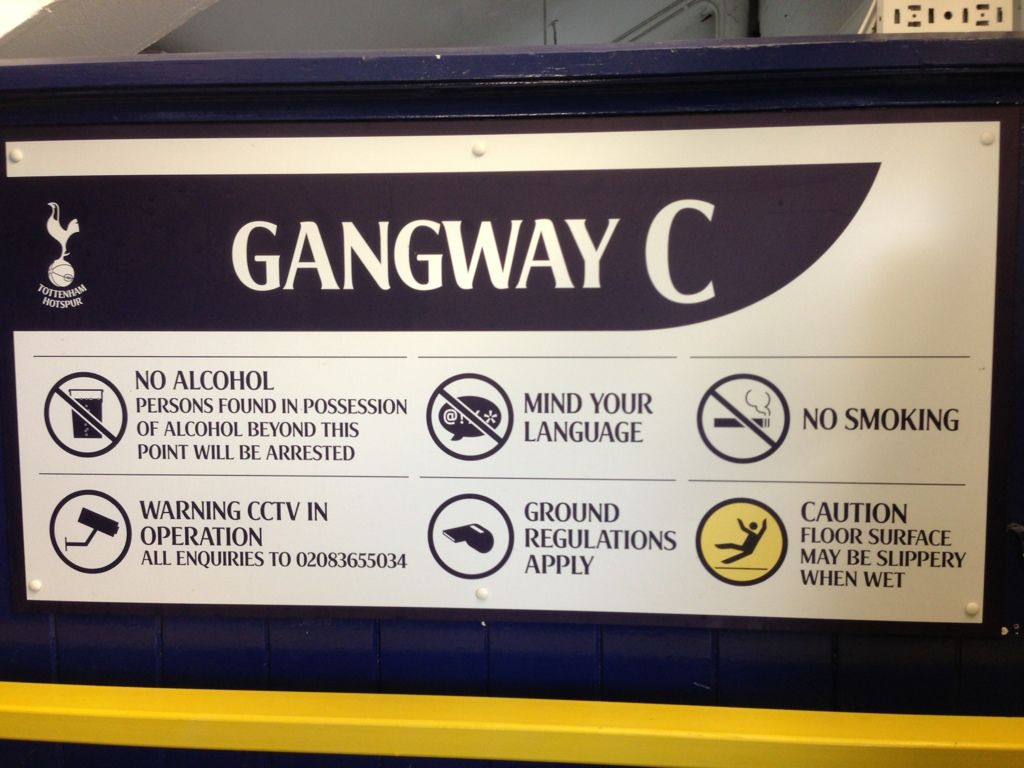 GANGWAY C
TOTTENHAM
HOTSPUR
NO ALCOHOL
PERSONS FOUND IN POSSESSION
OF ALCOHOL BEYOND THIS
POINT WILL BE ARRESTED
@!%*
MIND YOUR
LANGUAGE
NO SMOKING
WARNING CCTV IN
OPERATION
ALL ENQUIRIES TO 02083655034
GROUND
REGULATIONS
APPLY
CAUTION
FLOOR SURFACE
MAY BE SLIPPERY
WHEN WET